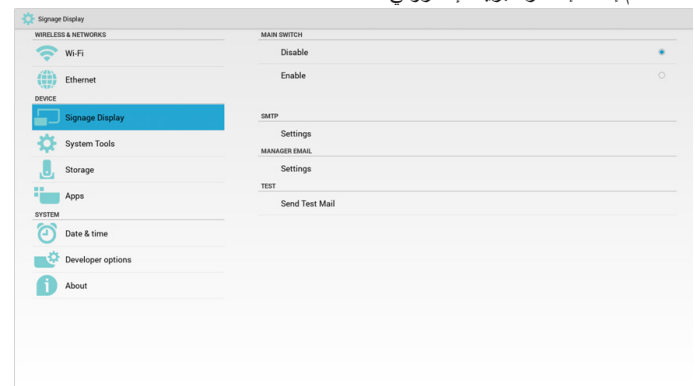 Signage Display
WIRELESS & NETWORKS
Wi-Fi
Ethernet
DEVICE
Signage Display
System Tools
Storage
Apps
SYSTEM
Date & time
Developer options
About
MAIN SWITCH
Disable
Enable
SMTP
Settings
MANAGER EMAIL
Settings
TEST
Send Test Mail